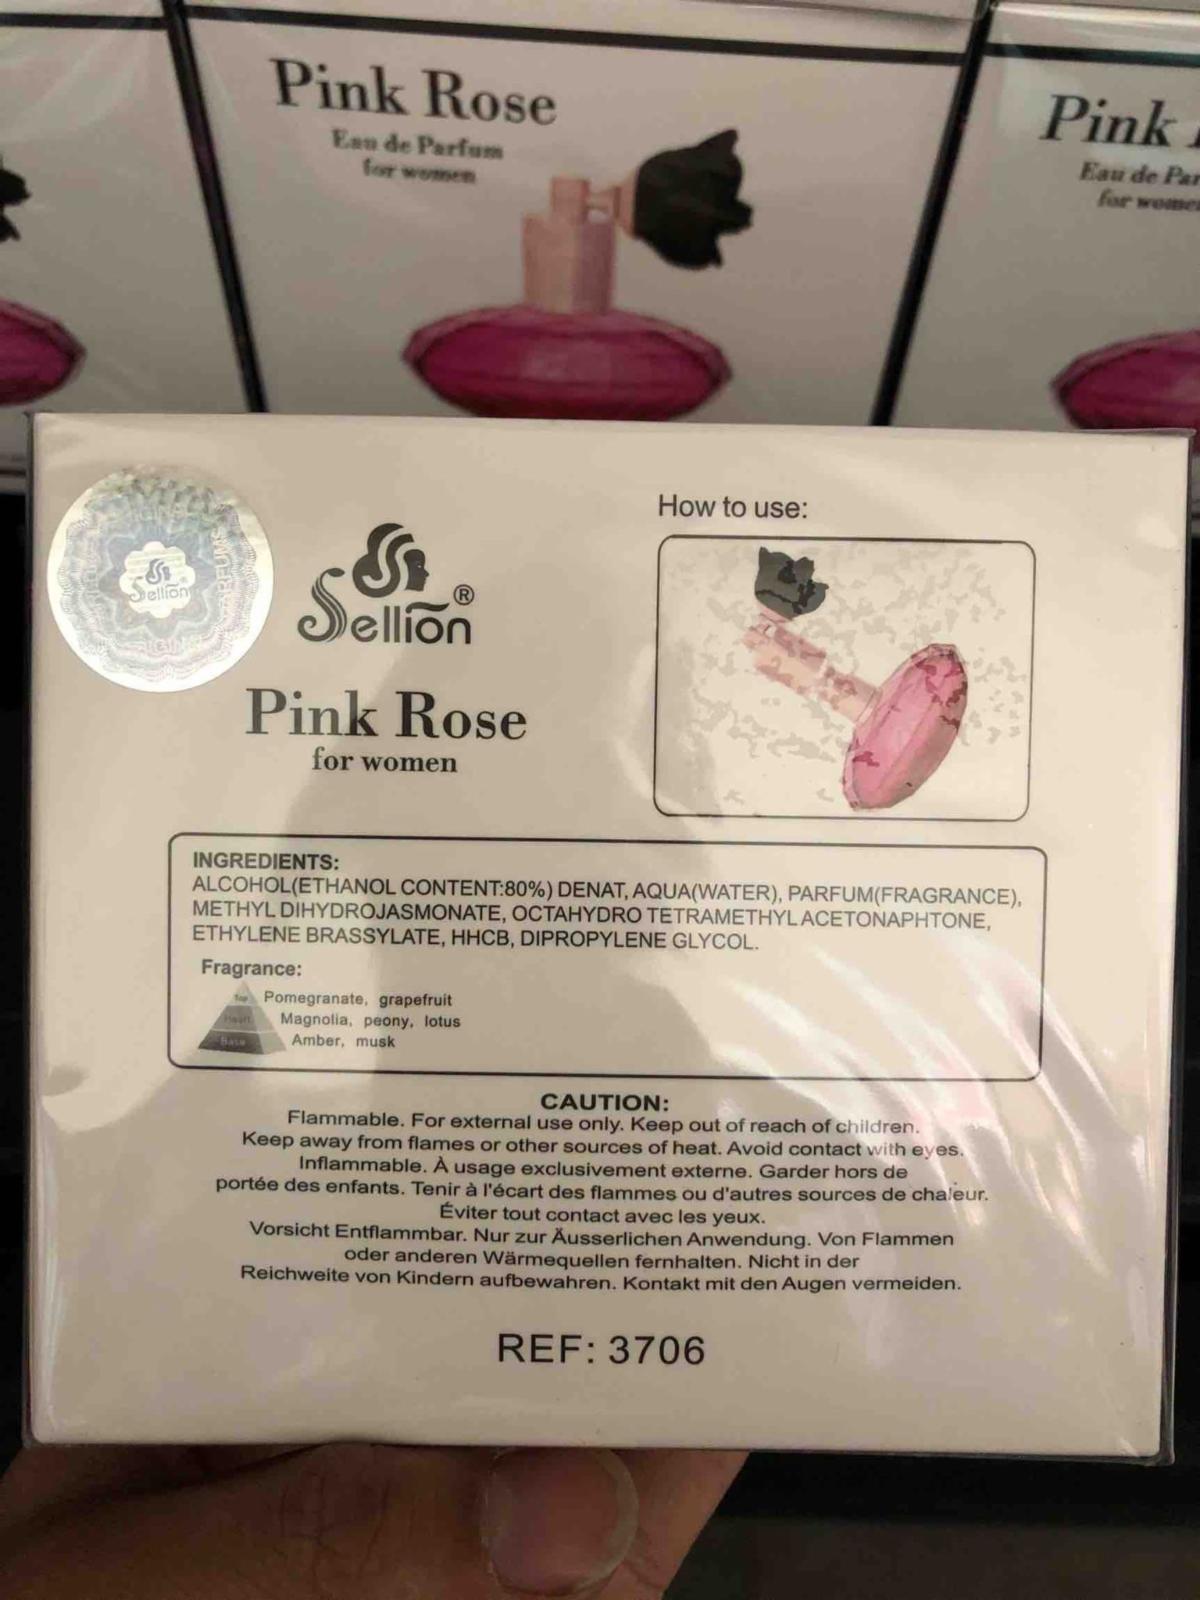 Pink Rose
Eau de Parfum
for women
Pink
Eau de
for
How to use:
Sellion®
Sellion
Pink Rose
for women
INGREDIENTS:
ALCOHOL(ETHANOL CONTENT:80%) DENAT, AQUA(WATER), PARFUM(FRAGRANCE),
METHYL DIHYDROJASMONATE, OCTAHYDRO TETRAMETHYL ACETONAPHTONE,
ETHYLENE BRASSYLATE, HHCB, DIPROPYLENE GLYCOL.
Fragrance:
Top Pomegranate, grapefruit
Heart Magnolia, peony, lotus
Base Amber, musk
CAUTION:
Flammable. For external use only. Keep out of reach of children.
Keep away from flames or other sources of heat. Avoid contact with eyes.
Inflammable. À usage exclusivement externe. Garder hors de
portée des enfants. Tenir à l'écart des flammes ou d'autres sources de chaleur.
Éviter tout contact avec les yeux.
Vorsicht Entflammbar. Nur zur Äusserlichen Anwendung. Von Flammen
oder anderen Wärmequellen fernhalten. Nicht in der
Reichweite von Kindern aufbewahren. Kontakt mit den Augen vermeiden.
REF: 3706